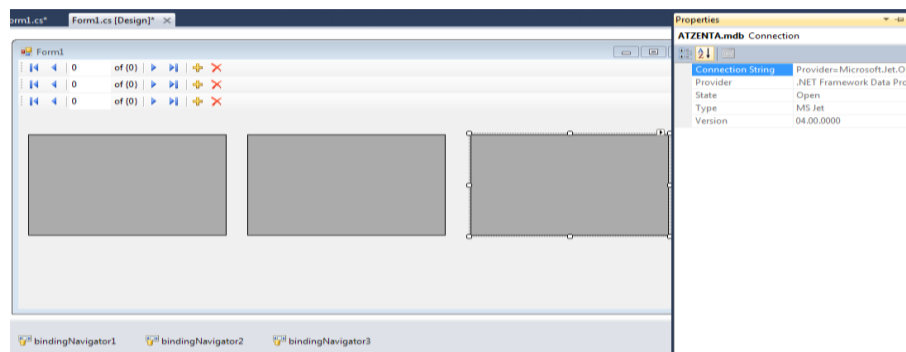 orm1.cs* Form1.cs [Design]* ×
Form1
0 of {0}
0 of {0}
0 of {0}
bindingNavigator1 bindingNavigator2 bindingNavigator3
Properties
ATZENTA.mdb Connection
Connection String Provider=Microsoft.Jet.O
Provider .NET Framework Data Pro
State Open
Type MS Jet
Version 04.00.0000